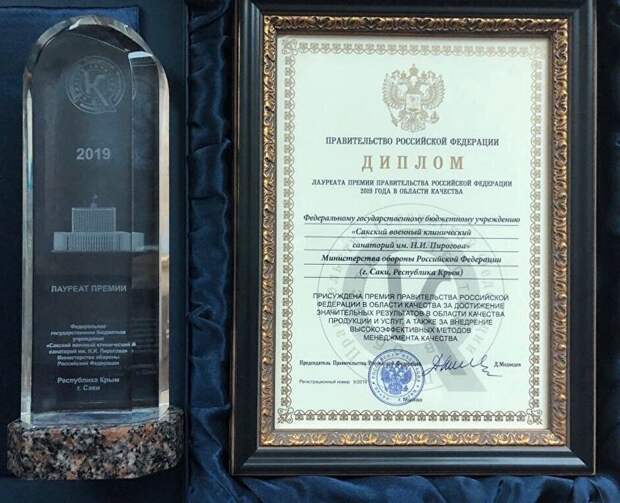 2019
ЛАУРЕАТ ПРЕМИИ
Федеральное
государственное бюджетное
учреждение
«Сакский военный клинический
санаторий им. Н.И. Пирогова»
Министерства обороны
Российской Федерации
Республика Крым
г. Саки
ПРАВИТЕЛЬСТВО РОССИЙСКОЙ ФЕДЕРАЦИИ
ДИПЛОМ
ЛАУРЕАТА ПРЕМИИ ПРАВИТЕЛЬСТВА РОССИЙСКОЙ ФЕДЕРАЦИИ
2019 ГОДА В ОБЛАСТИ КАЧЕСТВА
Федеральному государственному бюджетному учреждению
«Сакский военный клинический
санаторий им. Н.И. Пирогова»
Министерства обороны Российской Федерации
(г. Саки, Республика Крым)
ПРИСУЖДЕНА ПРЕМИЯ ПРАВИТЕЛЬСТВА РОССИЙСКОЙ
ФЕДЕРАЦИИ В ОБЛАСТИ КАЧЕСТВА ЗА ДОСТИЖЕНИЕ
ЗНАЧИТЕЛЬНЫХ РЕЗУЛЬТАТОВ В ОБЛАСТИ КАЧЕСТВА
ПРОДУКЦИИ И УСЛУГ, А ТАКЖЕ ЗА ВНЕДРЕНИЕ
ВЫСОКОЭФФЕКТИВНЫХ МЕТОДОВ
МЕНЕДЖМЕНТА КАЧЕСТВА
Председатель Правительства Российской Федерации Д.Медведев
Регистрационный номер
г. Москва